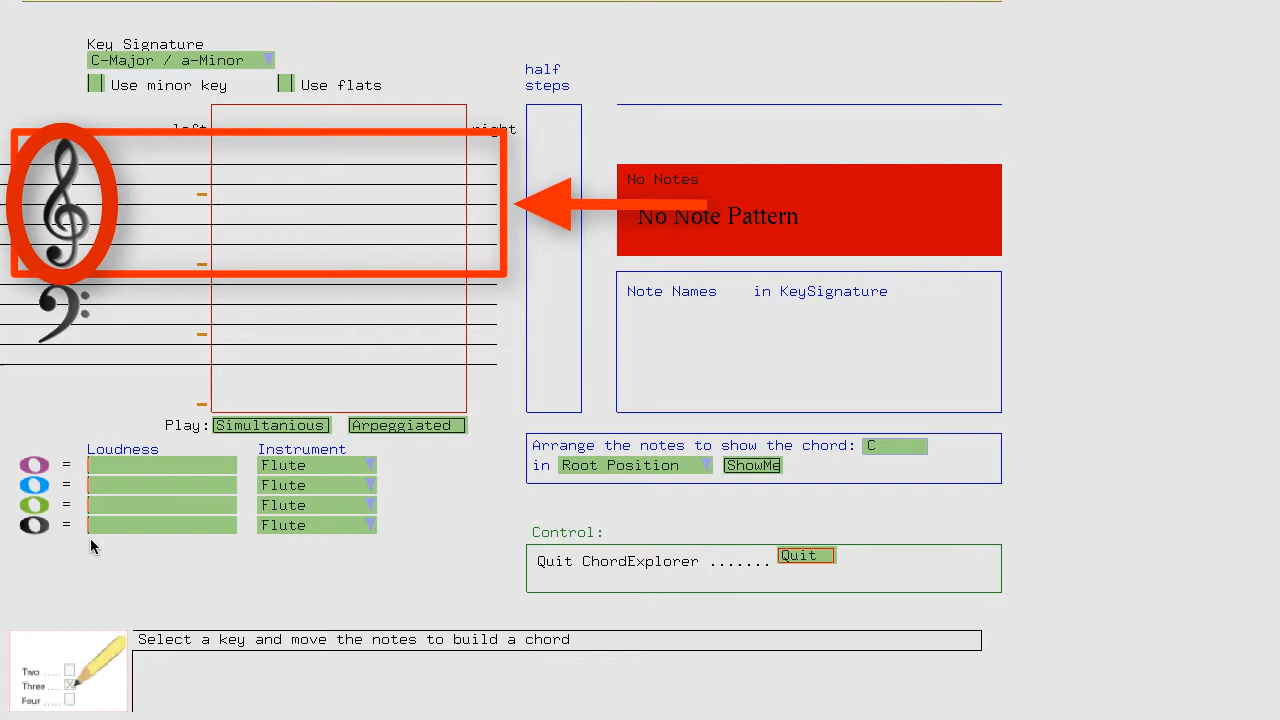 Key Signature
C-Major / a-Minor
Use minor key
Use flats
half
steps
left
right
No Notes
No Note Pattern
Note Names in KeySignature
Play: Simultanious Arpeggiated
Loudness
Instrument
= Flute
= Flute
= Flute
= Flute
Arrange the notes to show the chord: C
in Root Position ShowMe
Control:
Quit ChordExplorer ....... Quit
Select a key and move the notes to build a chord
Two .....
Three ....
Four ....